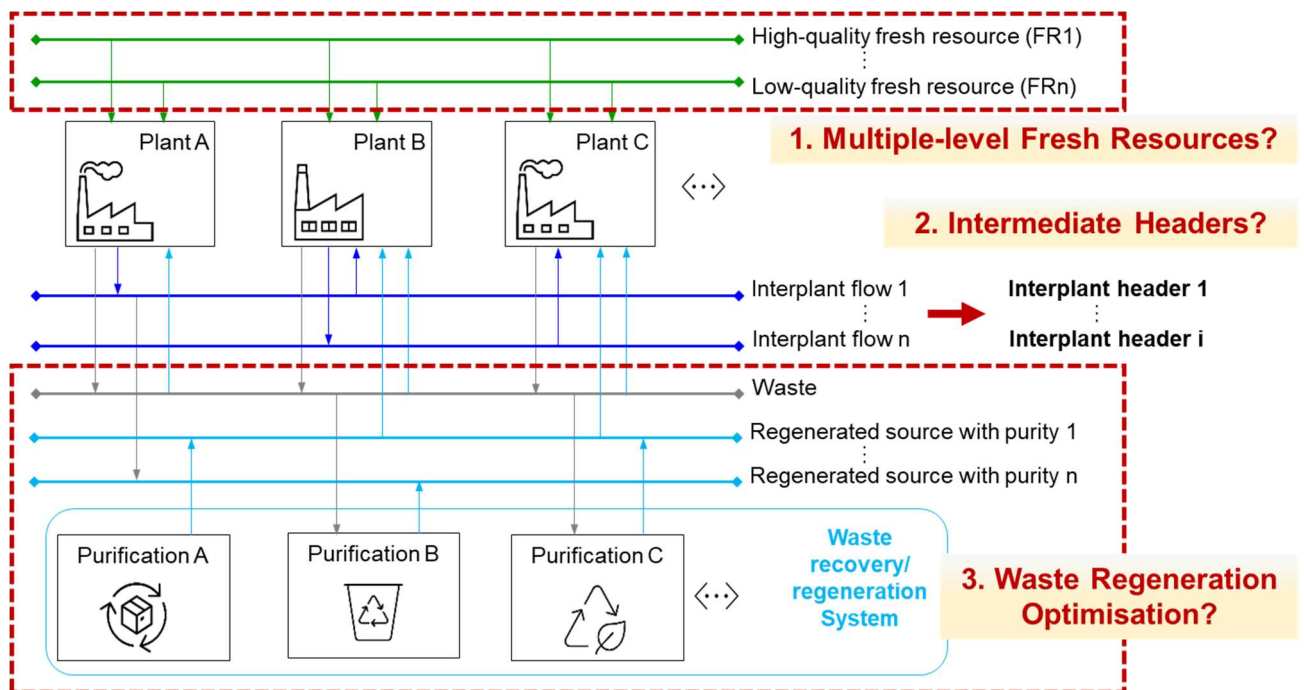 High-quality fresh resource (FR1)
Low-quality fresh resource (FRn)
Plant A
Plant B
Plant C
1. Multiple-level Fresh Resources?
2. Intermediate Headers?
Interplant flow 1
Interplant header 1
Interplant flow n
Interplant header i
Waste
Regenerated source with purity 1
Regenerated source with purity n
Purification A
Purification B
Purification C
Waste
recovery/
regeneration
System
3. Waste Regeneration
Optimisation?